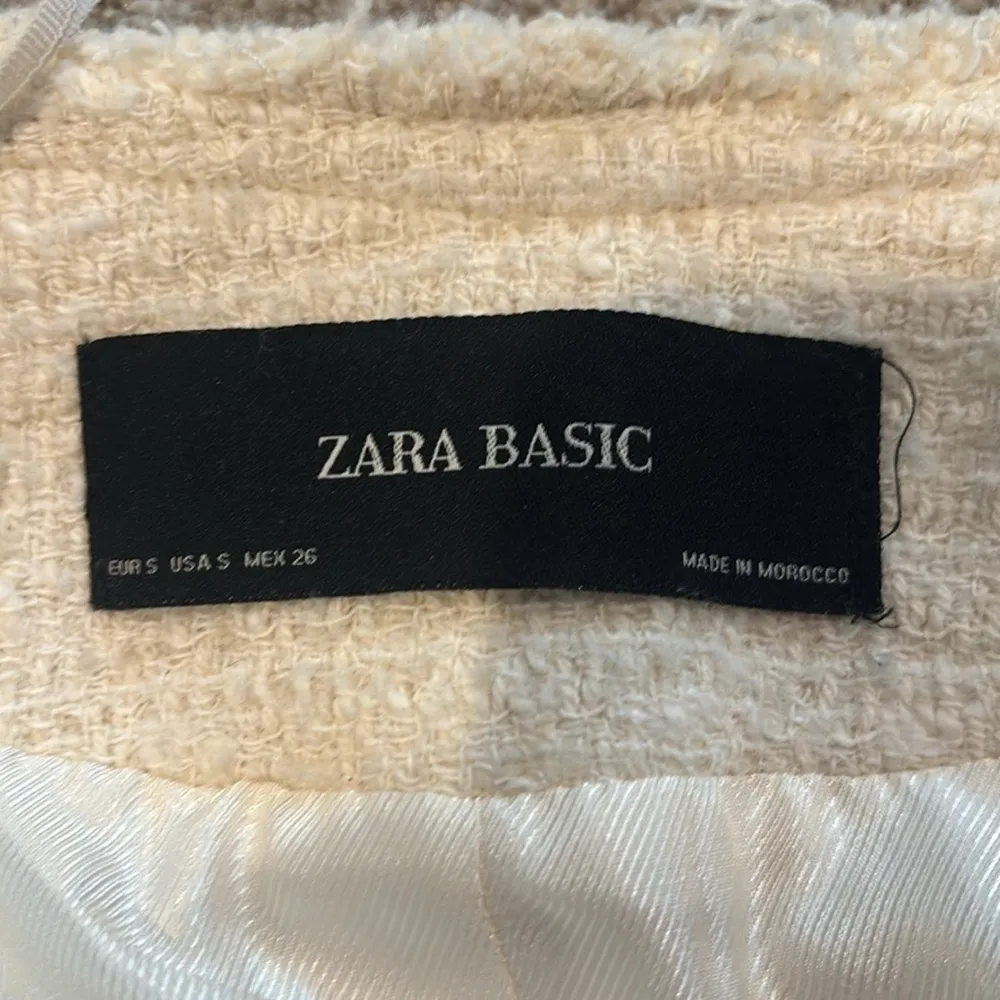 ZARA BASIC
EUR S USA S MEX 26
MADE IN MOROCCO